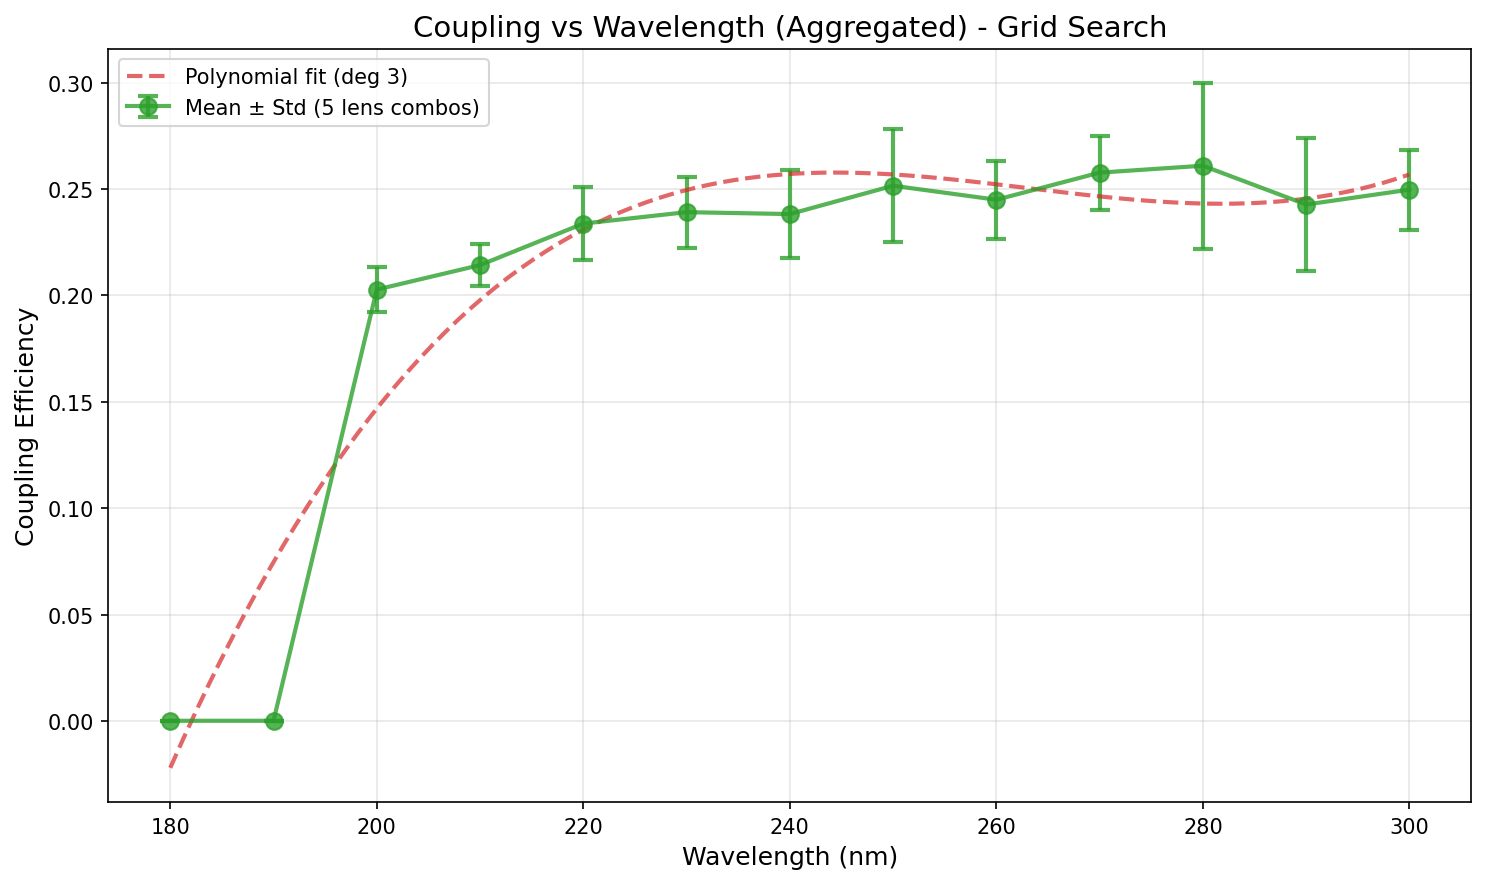 Coupling vs Wavelength (Aggregated) - Grid Search
Polynomial fit (deg 3)
Mean ± Std (5 lens combos)
0.30
0.25
0.20
0.15
0.10
0.05
0.00
Coupling Efficiency
180 200 220 240 260 280 300
Wavelength (nm)